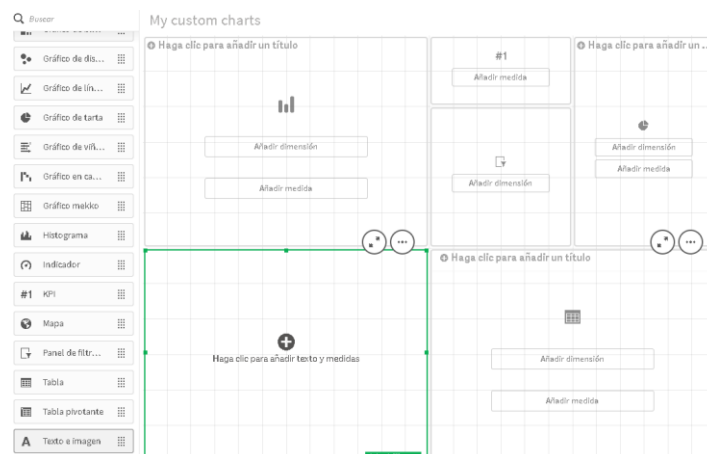 Buscar
My custom charts
Gráfico de dis...
Gráfico de lín...
Gráfico de tarta
Gráfico de viñ...
Gráfico en ca...
Gráfico mekko
Histograma
Indicador
#1 KPI
Mapa
Panel de filtr...
Tabla
Tabla pivotante
A Texto e imagen
Haga clic para añadir un título
Añadir dimensión
Añadir medida
#1
Añadir medida
Añadir dimensión
Haga clic para añadir un ...
Añadir dimensión
Añadir medida
Haga clic para añadir texto y medidas
Haga clic para añadir un título
Añadir dimensión
Añadir medida